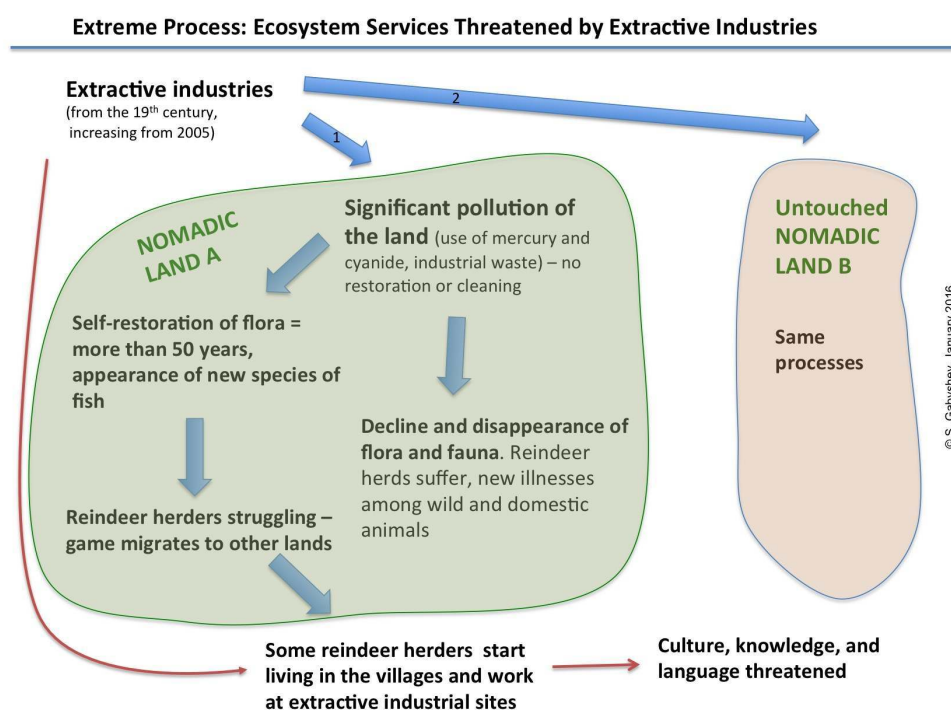 Extreme Process: Ecosystem Services Threatened by Extractive Industries
Extractive industries
(from the 19th century,
increasing from 2005)
2
1
NOMADIC
LAND A
Significant pollution of
the land (use of mercury and
cyanide, industrial waste) – no
restoration or cleaning
Self-restoration of flora =
more than 50 years,
appearance of new species of
fish
Decline and disappearance of
flora and fauna. Reindeer
herds suffer, new illnesses
among wild and domestic
animals
Reindeer herders struggling –
game migrates to other lands
Untouched
NOMADIC
LAND B
Same
processes
Some reindeer herders start
living in the villages and work
at extractive industrial sites
Culture, knowledge, and
language threatened
© S. Gabyshev, January 2016